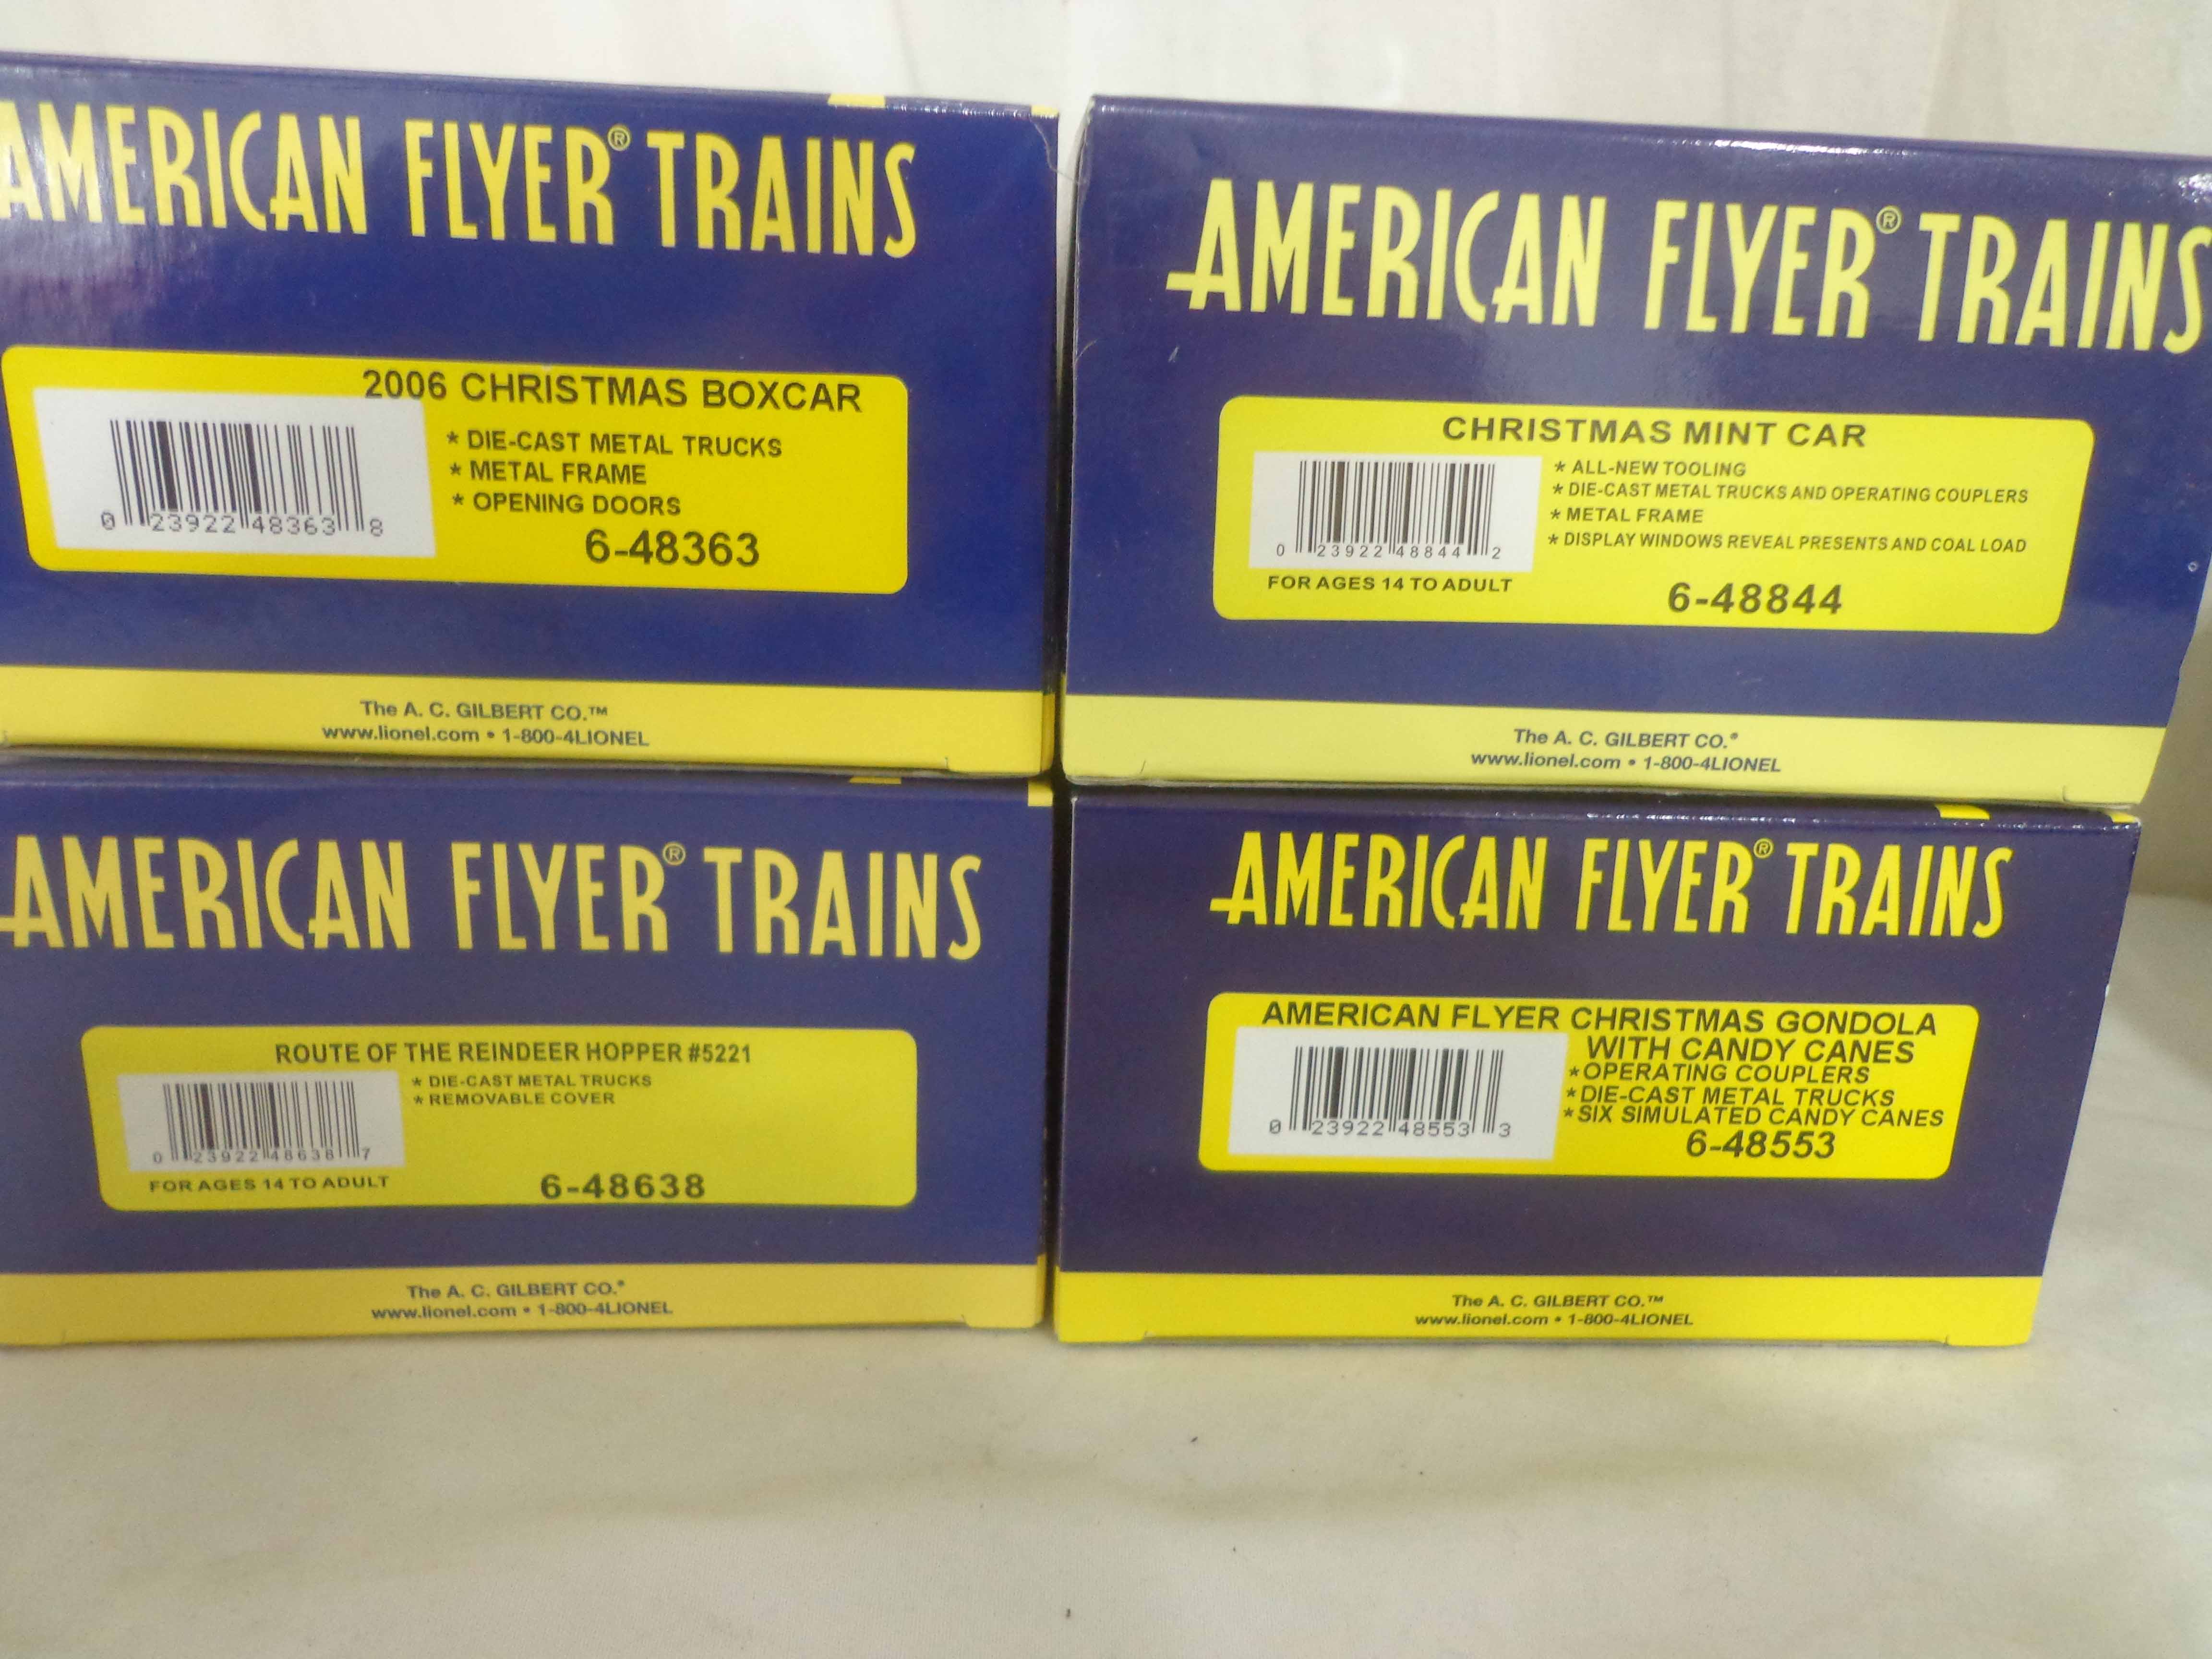 AMERICAN FLYER® TRAINS
2006 CHRISTMAS BOXCAR
* DIE-CAST METAL TRUCKS
* METAL FRAME
* OPENING DOORS
0 23922 48363 8
6-48363
The A. C. GILBERT CO.™
www.lionel.com • 1-800-4LIONEL
AMERICAN FLYER® TRAINS
CHRISTMAS MINT CAR
* ALL-NEW TOOLING
* DIE-CAST METAL TRUCKS AND OPERATING COUPLERS
* METAL FRAME
* DISPLAY WINDOWS REVEAL PRESENTS AND COAL LOAD
0 23922 48844 2
FOR AGES 14 TO ADULT
6-48844
The A. C. GILBERT CO.®
www.lionel.com • 1-800-4LIONEL
AMERICAN FLYER® TRAINS
ROUTE OF THE REINDEER HOPPER #5221
* DIE-CAST METAL TRUCKS
* REMOVABLE COVER
0 23922 48638 7
FOR AGES 14 TO ADULT
6-48638
The A. C. GILBERT CO.®
www.lionel.com • 1-800-4LIONEL
AMERICAN FLYER® TRAINS
AMERICAN FLYER CHRISTMAS GONDOLA
WITH CANDY CANES
*OPERATING COUPLERS
*DIE-CAST METAL TRUCKS
*SIX SIMULATED CANDY CANES
0 23922 48553 3
6-48553
The A. C. GILBERT CO.™
www.lionel.com • 1-800-4LIONEL